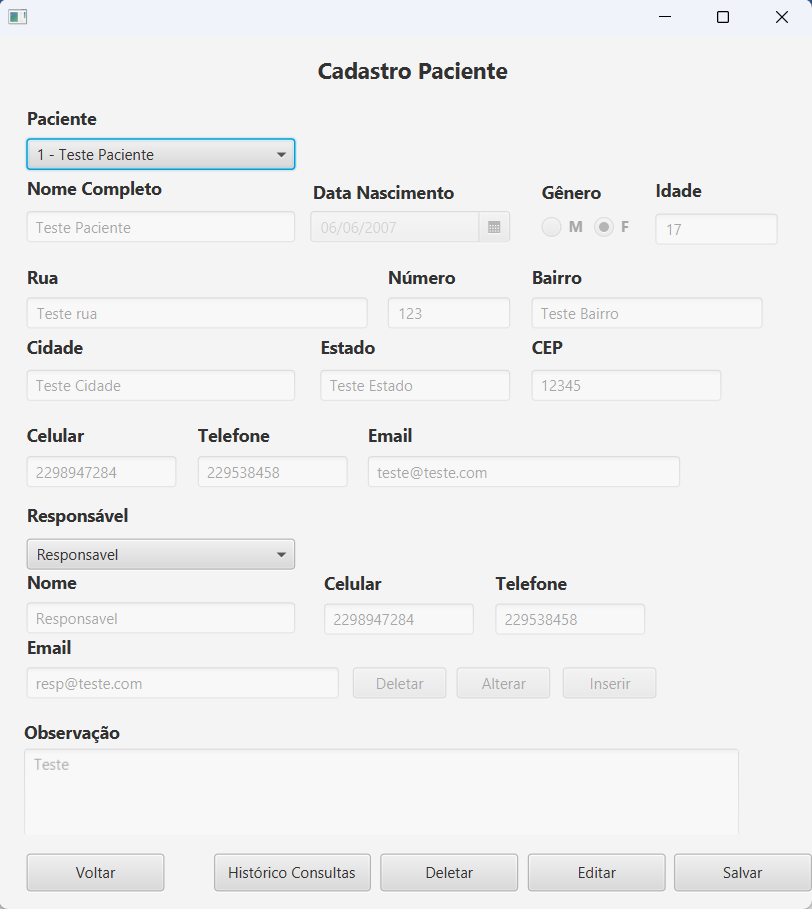 Cadastro Paciente
Paciente
1 - Teste Paciente
Nome Completo Data Nascimento Gênero Idade
Teste Paciente 06/06/2007 M F 17
Rua Número Bairro
Teste rua 123 Teste Bairro
Cidade Estado CEP
Teste Cidade Teste Estado 12345
Celular Telefone Email
2298947284 229538458 teste@teste.com
Responsável
Responsavel
Nome Celular Telefone
Responsavel 2298947284 229538458
Email
resp@teste.com Deletar Alterar Inserir
Observação
Teste
Voltar Histórico Consultas Deletar Editar Salvar